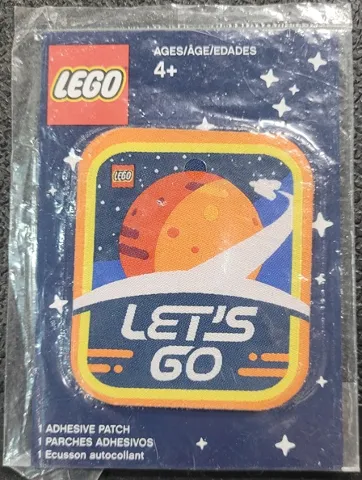 LEGO
AGES/ÂGE/EDADES
4+
LEGO
LET'S
GO
1 ADHESIVE PATCH
1 PARCHES ADHESIVOS
1 Ecusson autocollant